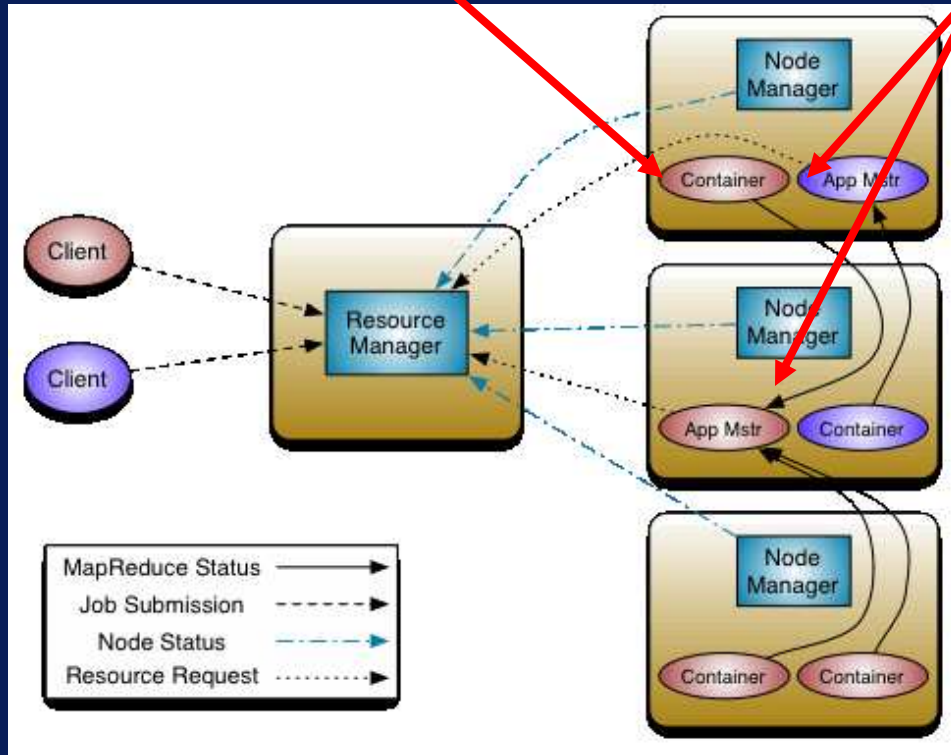 Client
Client
Resource
Manager
Node
Manager
Container
App Mstr
Node
Manager
App Mstr
Container
Node
Manager
Container
Container
MapReduce Status
Job Submission
Node Status
Resource Request